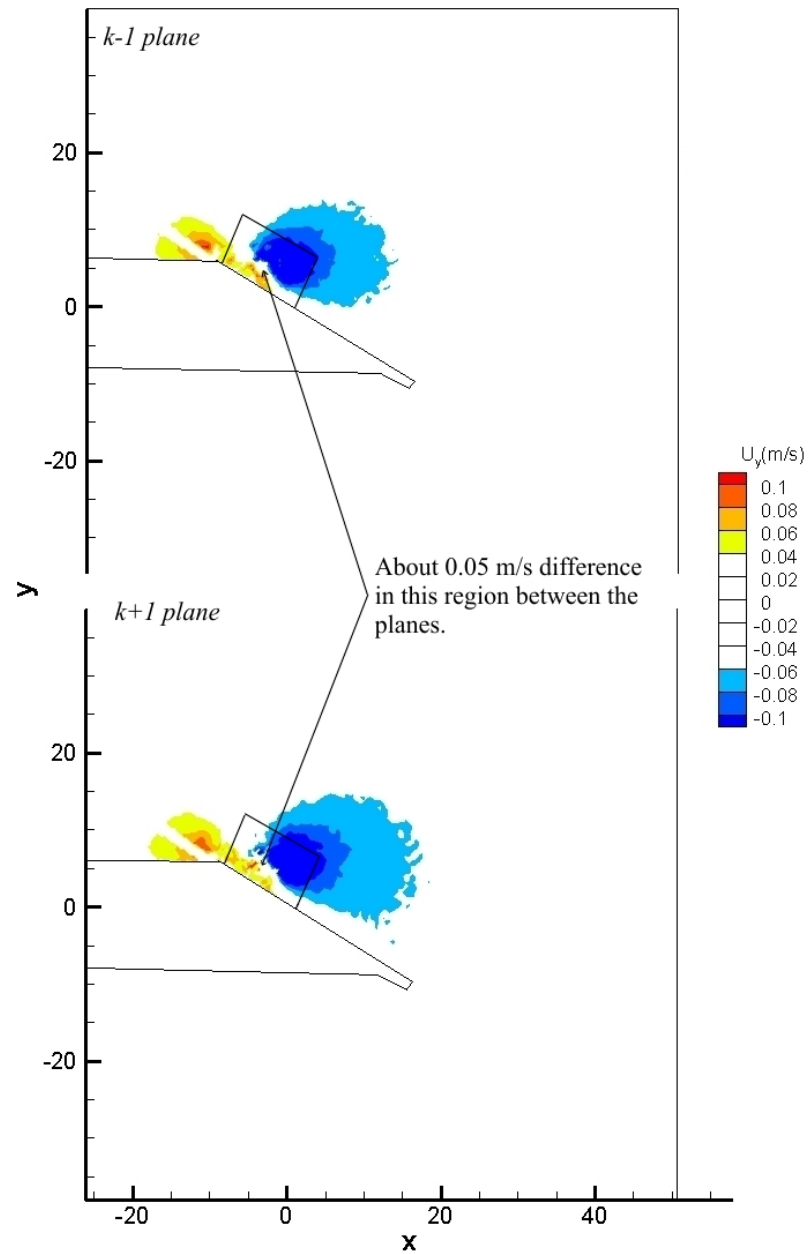 k-1 plane
20
0
-20
y
k+1 plane
20
0
-20
-20 0 20 40
x
About 0.05 m/s difference
in this region between the
planes.
Uy(m/s)
0.1
0.08
0.06
0.04
0.02
0
-0.02
-0.04
-0.06
-0.08
-0.1